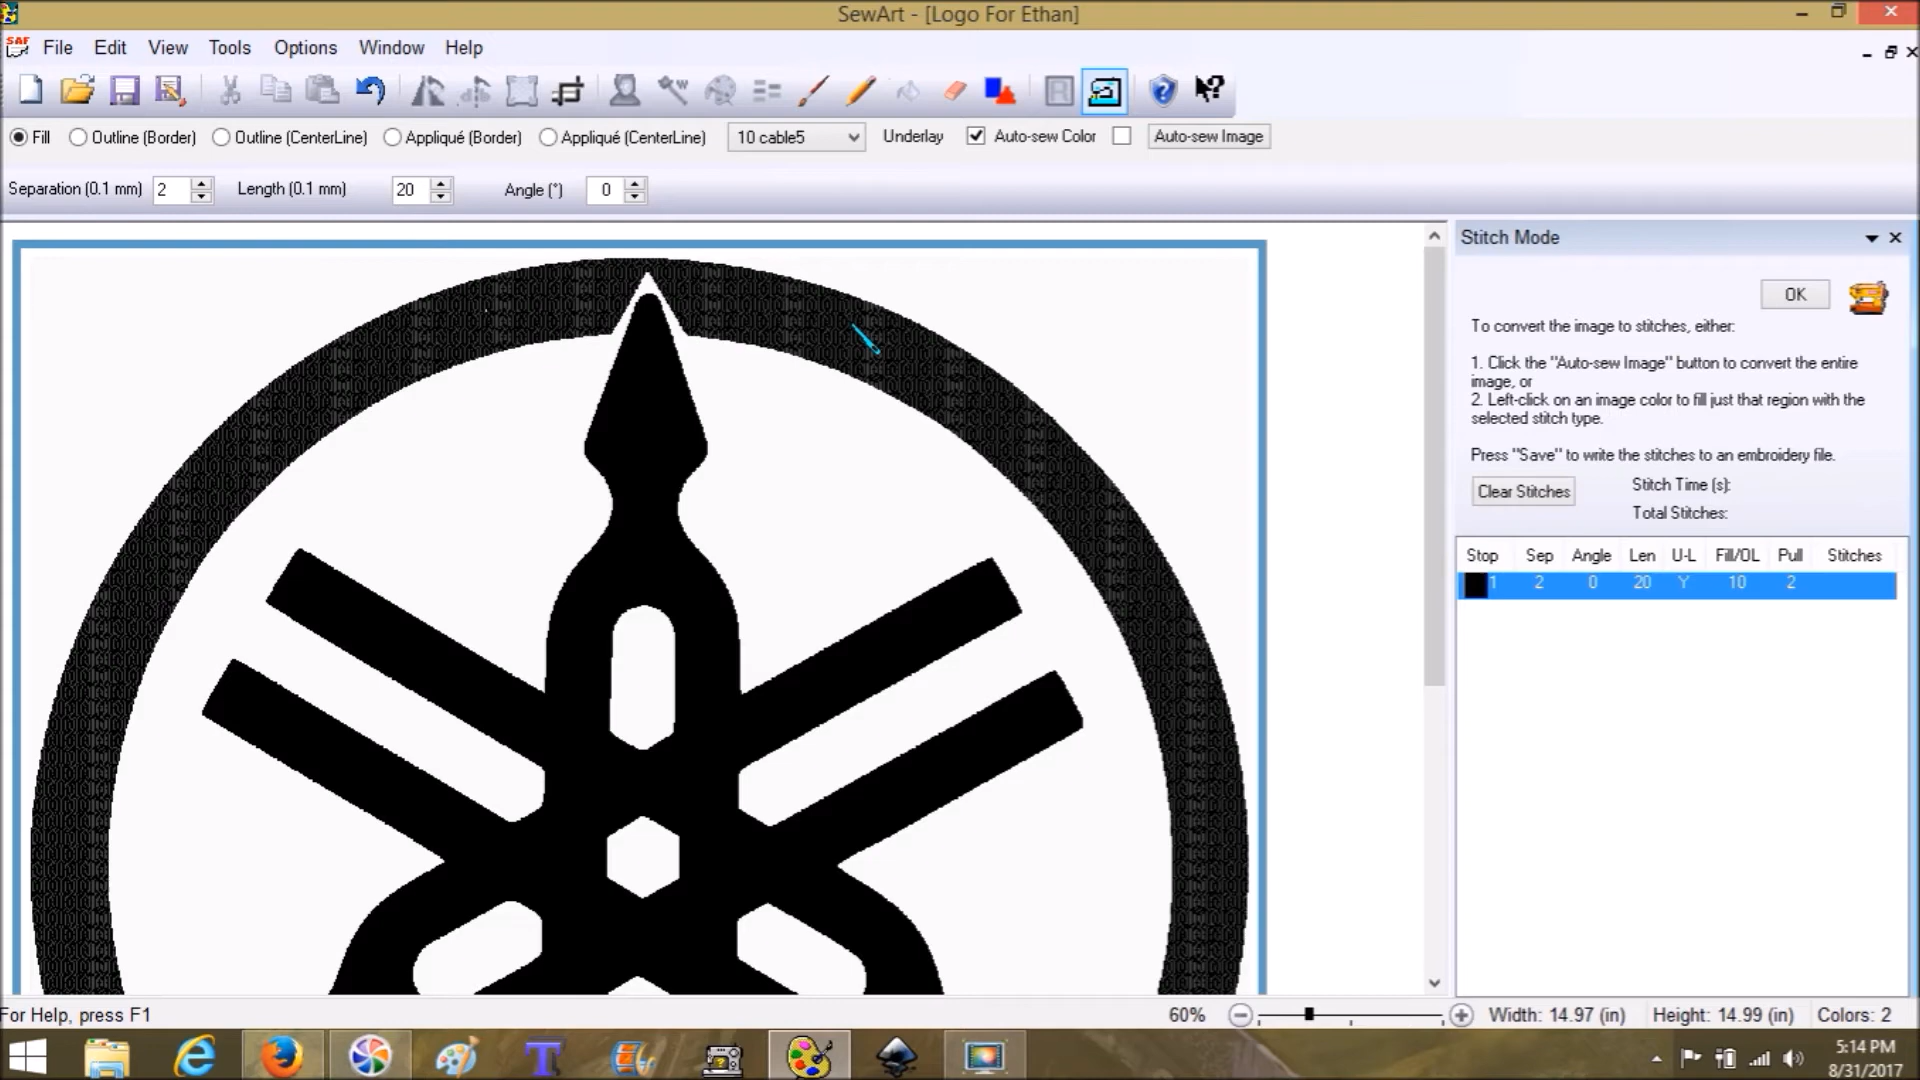 SewArt - [Logo For Ethan]
SAF File Edit View Tools Options Window Help
Fill Outline (Border) Outline (CenterLine) Appliqué (Border) Appliqué (CenterLine) 10 cable5 Underlay Auto-sew Color Auto-sew Image
Separation (0.1 mm) 2 Length (0.1 mm) 20 Angle (°) 0
Stitch Mode
OK
To convert the image to stitches, either:
1. Click the "Auto-sew Image" button to convert the entire
image, or
2. Left-click on an image color to fill just that region with the
selected stitch type.
Press "Save" to write the stitches to an embroidery file.
Clear Stitches Stitch Time (s):
Total Stitches:
Stop Sep Angle Len U-L Fill/OL Pull Stitches
1 2 0 20 Y 10 2
For Help, press F1 60% Width: 14.97 (in) Height: 14.99 (in) Colors: 2
5:14 PM
8/31/2017